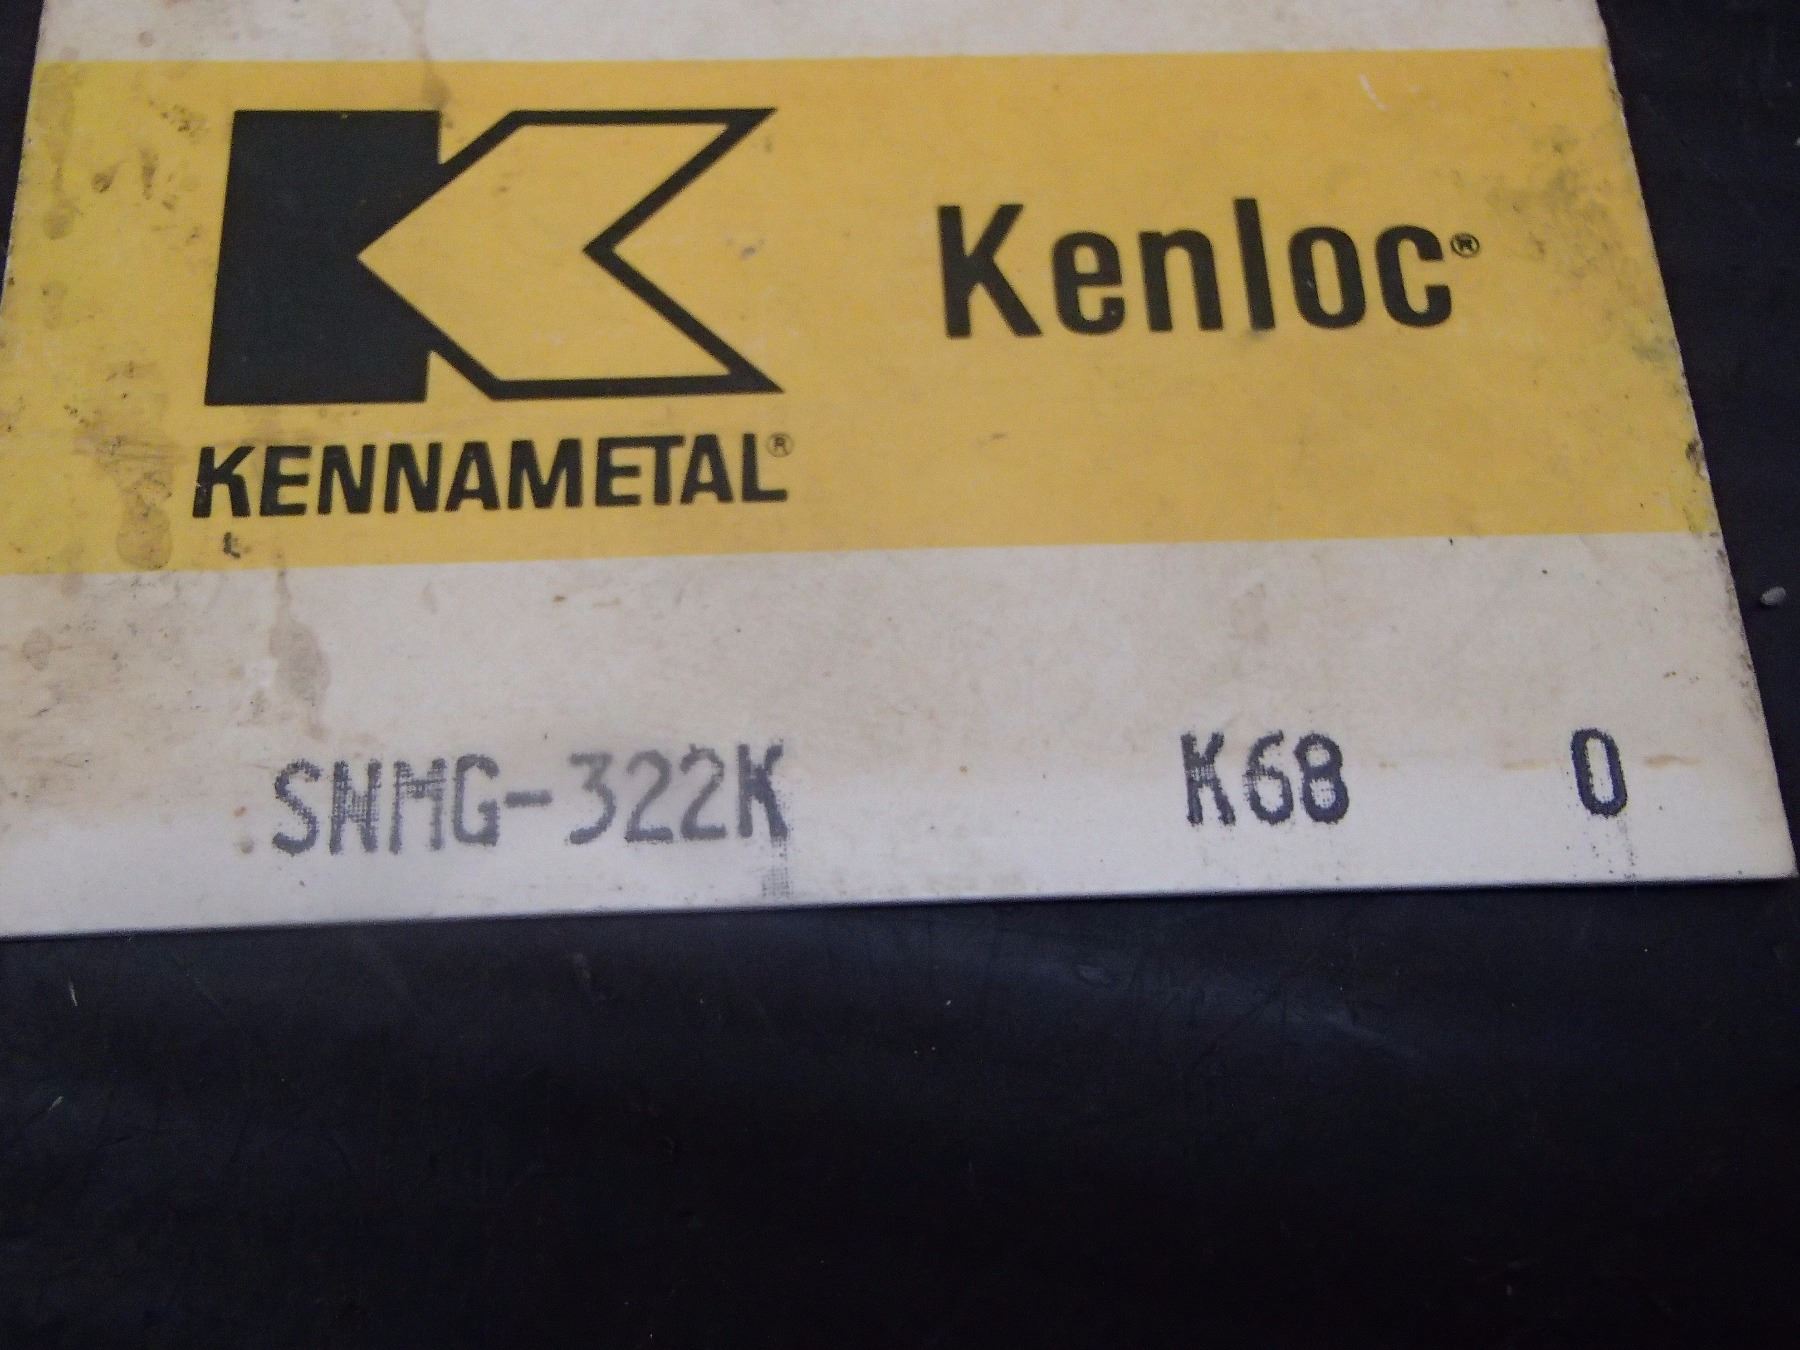 Kenloc®
KENNAMETAL®
SNMG-322K K68 0